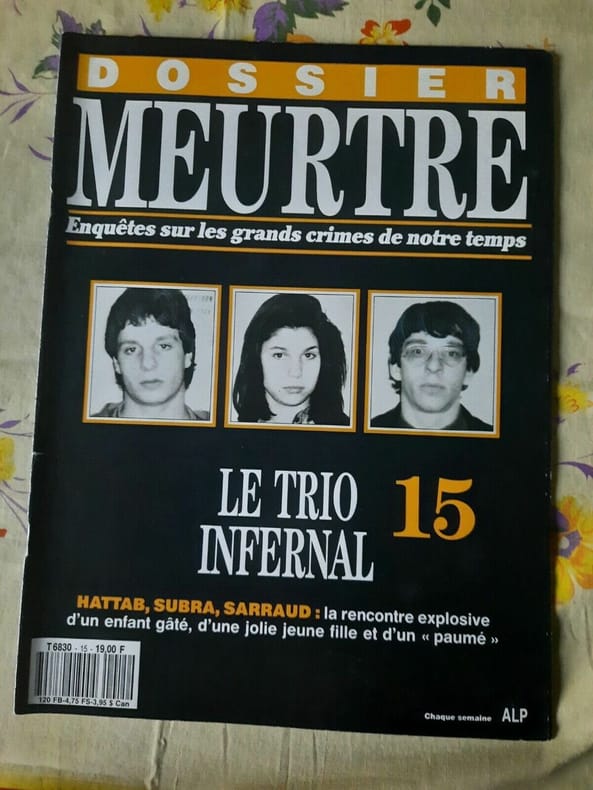 DOSSIER
MEURTRE
Enquêtes sur les grands crimes de notre temps
LE TRIO
INFERNAL
15
HATTAB, SUBRA, SARRAUD : la rencontre explosive
d'un enfant gâté, d'une jolie jeune fille et d'un « paumé »
T6830 - 15 - 19,00 F
120 FB-4,75 FS-3,95 $ Can
Chaque semaine ALP